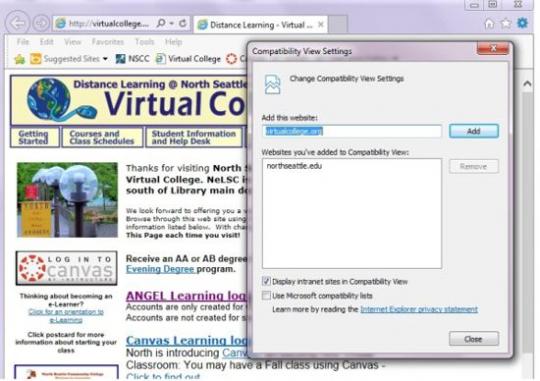 http://virtualcollege....
Distance Learning - Virtual ...
File Edit View Favorites Tools Help
Suggested Sites
NSCC
Virtual College
Distance Learning @ North Seattle
Virtual Co
Getting Started
Courses and Class Schedules
Student Information and Help Desk
Thanks for visiting North S
Virtual College. NeLSC is
south of Library main do
We look forward to offering you a v
Browse through this web site using
information listed below. With chan
This Page each time you visit!
LOG IN TO
canvas
BY INSTRUCTURE
Receive an AA or AB degree
Evening Degree program.
Thinking about becoming an
e-Learner?
Click for an orientation to
e-Learning
ANGEL Learning log
Accounts are only created for
Accounts are not created for s
Click postcard for more
information about starting your
class
Canvas Learning log
North is introducing Canv
Classroom: You may have a Fall class using Canvas -
Click to find out
North Seattle Community College
Compatibility View Settings
Change Compatibility View Settings
Add this website:
virtualcollege.org
Add
Websites you've added to Compatibility View:
northseattle.edu
Remove
Display intranet sites in Compatibility View
Use Microsoft compatibility lists
Learn more by reading the Internet Explorer privacy statement
Close